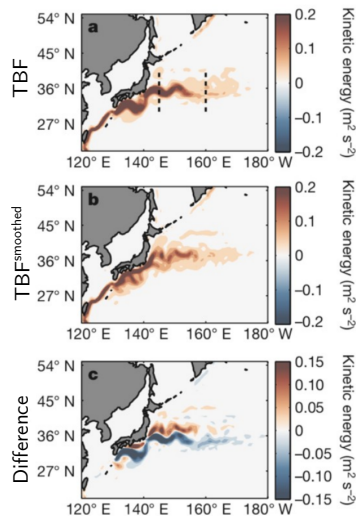 TBF
a
54° N
45° N
36° N
27° N
120° E
140° E
160° E
180° W
0.2
0.1
0
−0.1
−0.2
Kinetic energy (m² s⁻²)
TBFsmoothed
b
54° N
45° N
36° N
27° N
120° E
140° E
160° E
180° W
0.2
0.1
0
−0.1
−0.2
Kinetic energy (m² s⁻²)
Difference
c
54° N
45° N
36° N
27° N
120° E
140° E
160° E
180° W
0.15
0.10
0.05
0
−0.05
−0.10
−0.15
Kinetic energy (m² s⁻²)